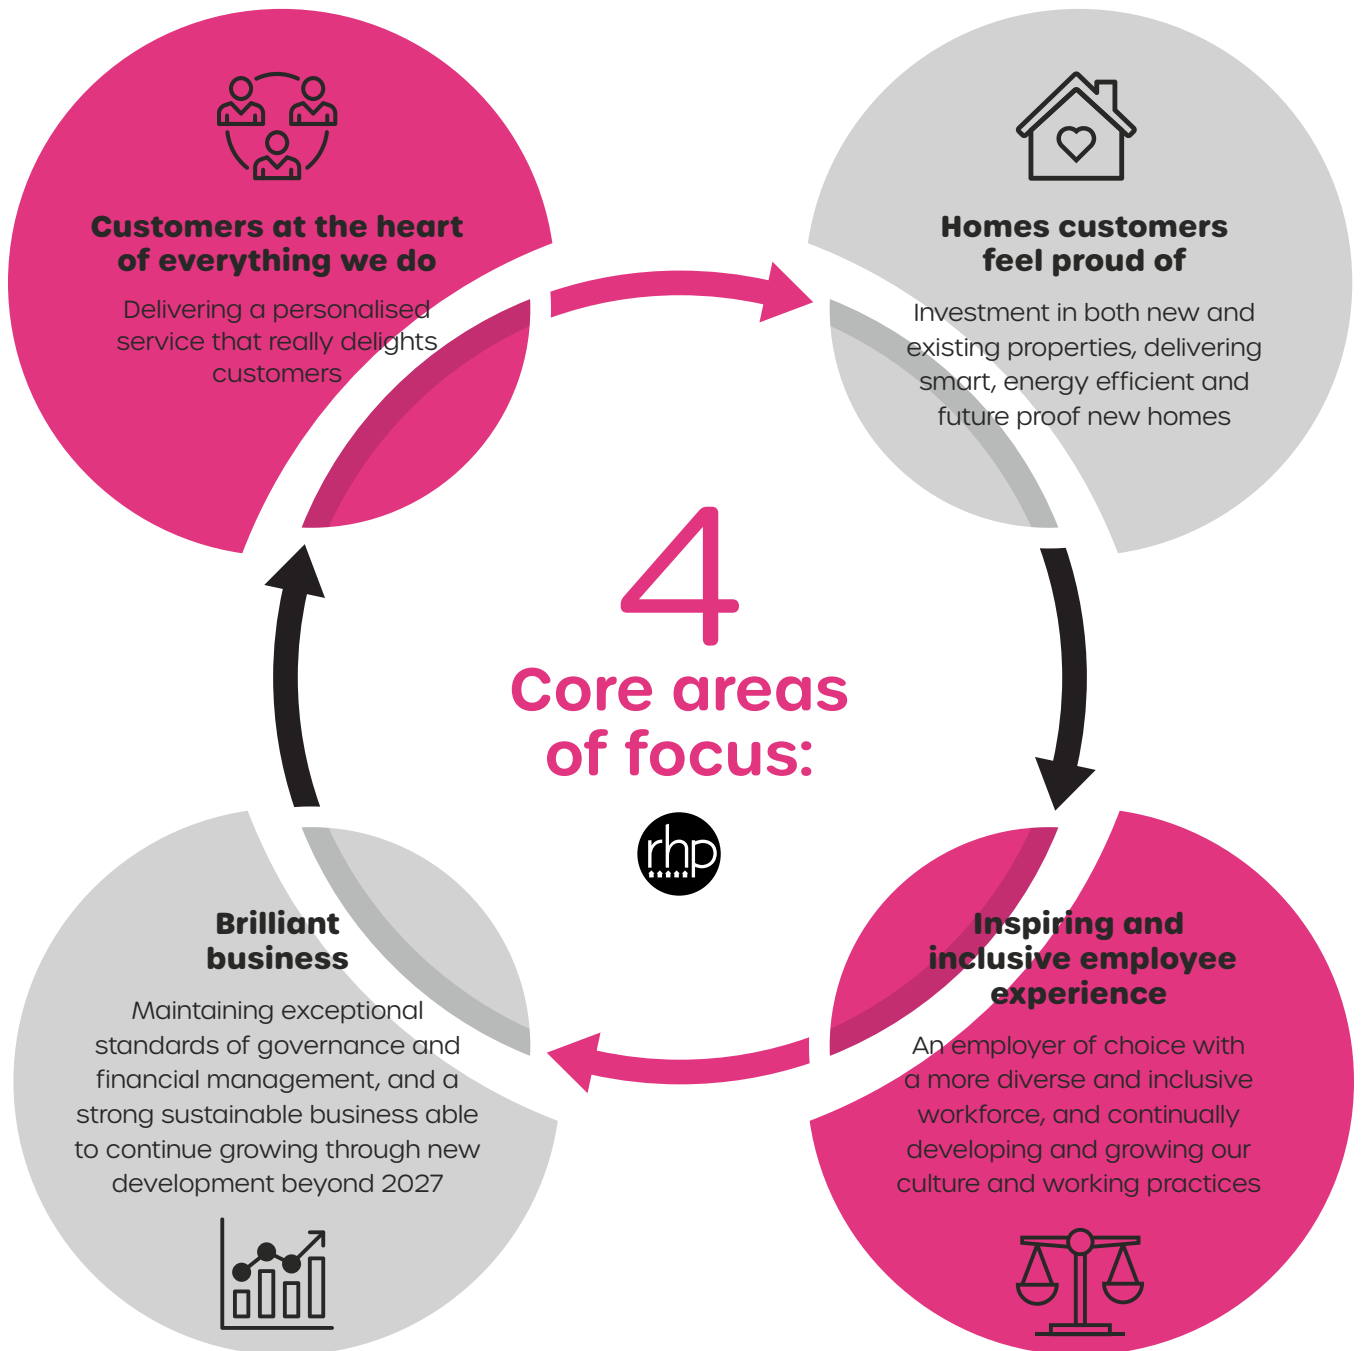 Customers at the heart
of everything we do
Delivering a personalised
service that really delights
customers
Homes customers
feel proud of
Investment in both new and
existing properties, delivering
smart, energy efficient and
future proof new homes
4
Core areas
of focus:
rhp
Brilliant
business
Maintaining exceptional
standards of governance and
financial management, and a
strong sustainable business able
to continue growing through new
development beyond 2027
Inspiring and
inclusive employee
experience
An employer of choice with
a more diverse and inclusive
workforce, and continually
developing and growing our
culture and working practices